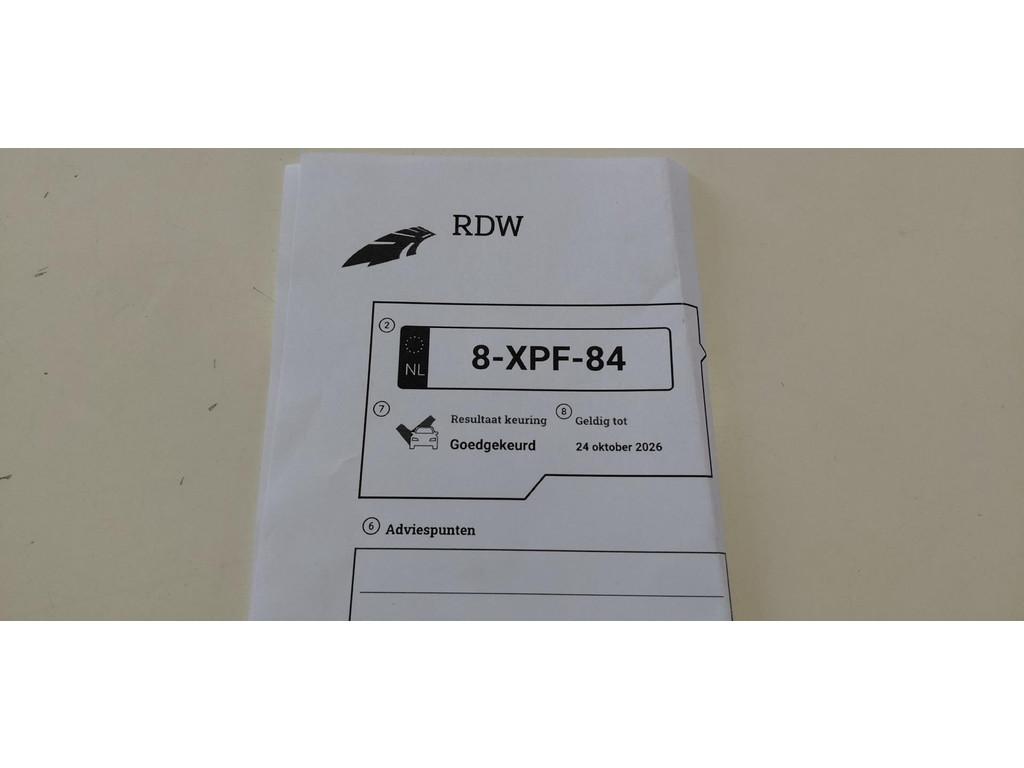 RDW
2
NL 8-XPF-84
7 Resultaat keuring 8 Geldig tot
Goedgekeurd 24 oktober 2026
6 Adviespunten